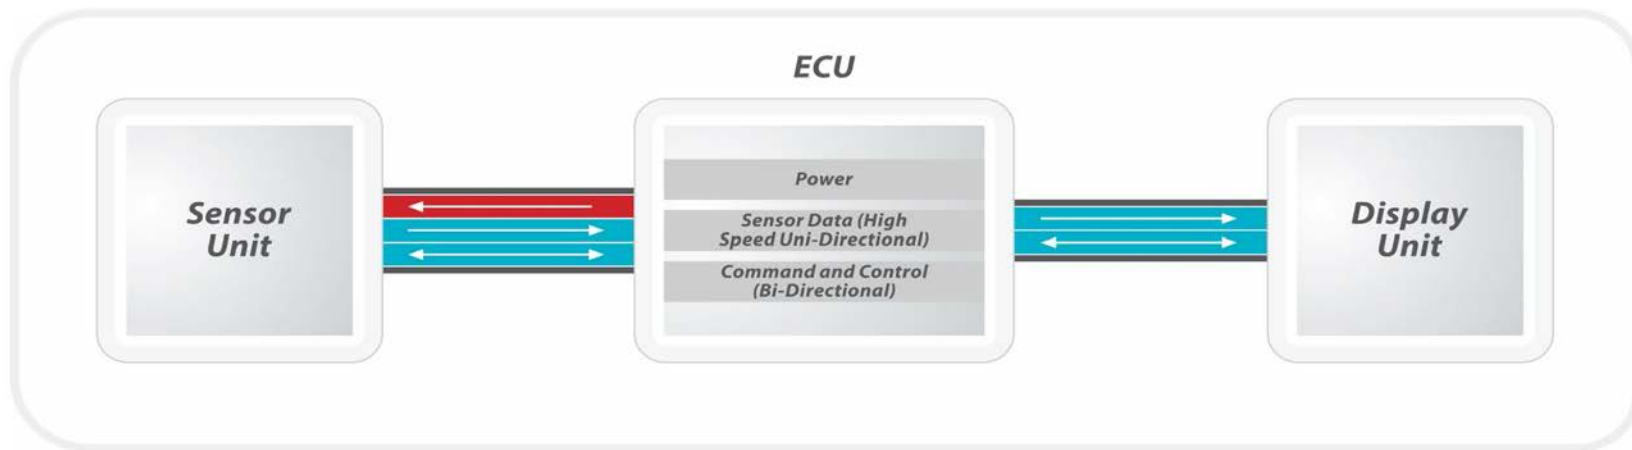 ECU
Sensor
Unit
Power
Sensor Data (High
Speed Uni-Directional)
Command and Control
(Bi-Directional)
Display
Unit